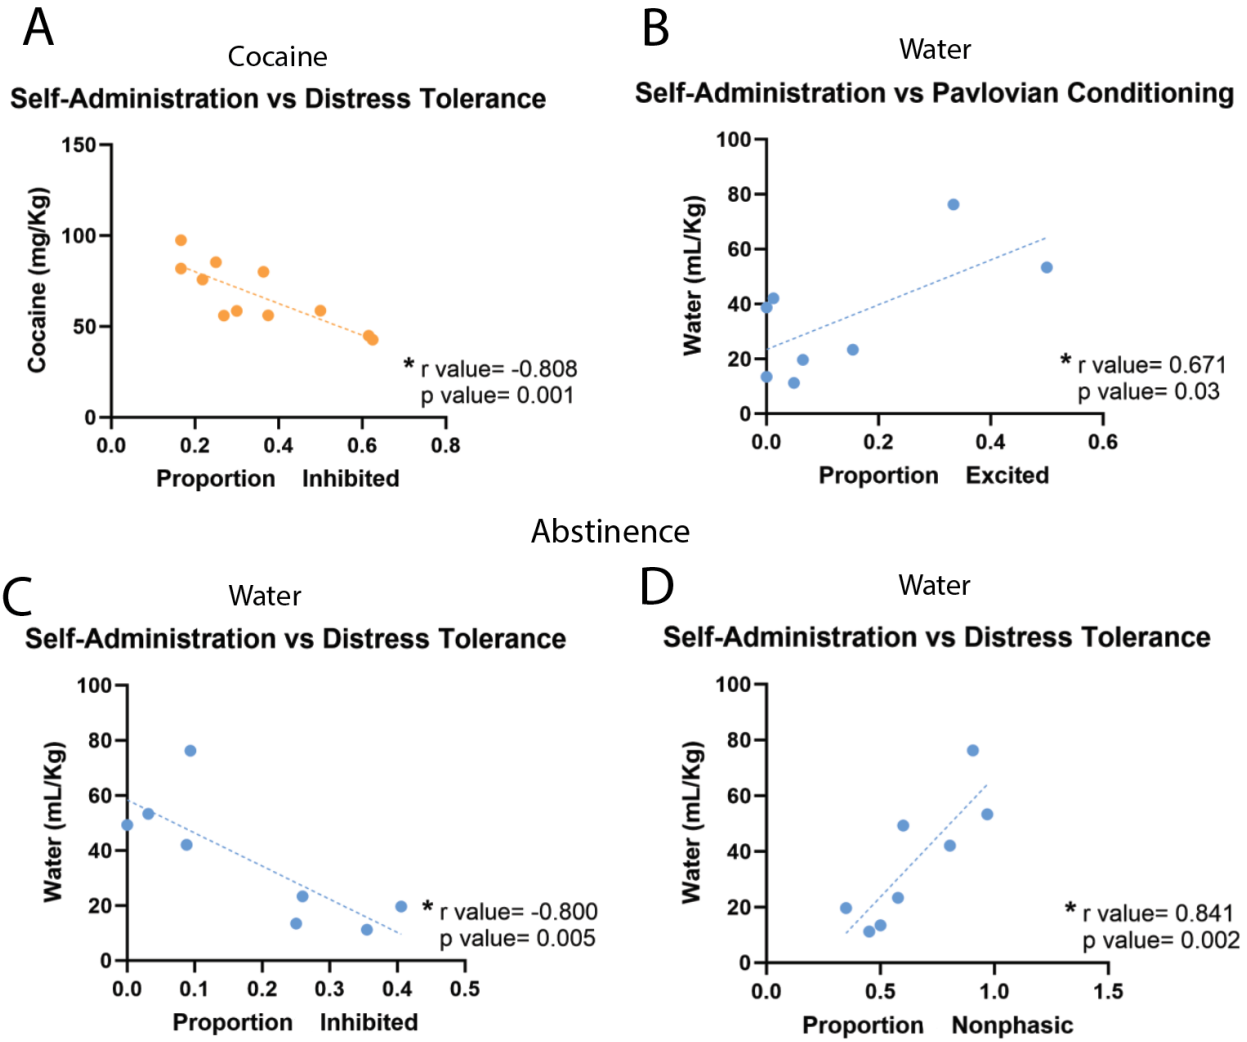 A
Cocaine
Self-Administration vs Distress Tolerance
150
100
50
0
Cocaine (mg/Kg)
0.0 0.2 0.4 0.6 0.8
Proportion Inhibited
* r value= -0.808
p value= 0.001
B
Water
Self-Administration vs Pavlovian Conditioning
100
80
60
40
20
0
Water (mL/Kg)
0.0 0.2 0.4 0.6
Proportion Excited
* r value= 0.671
p value= 0.03
Abstinence
C
Water
Self-Administration vs Distress Tolerance
100
80
60
40
20
0
Water (mL/Kg)
0.0 0.1 0.2 0.3 0.4 0.5
Proportion Inhibited
* r value= -0.800
p value= 0.005
D
Water
Self-Administration vs Distress Tolerance
100
80
60
40
20
0
Water (mL/Kg)
0.0 0.5 1.0 1.5
Proportion Nonphasic
* r value= 0.841
p value= 0.002